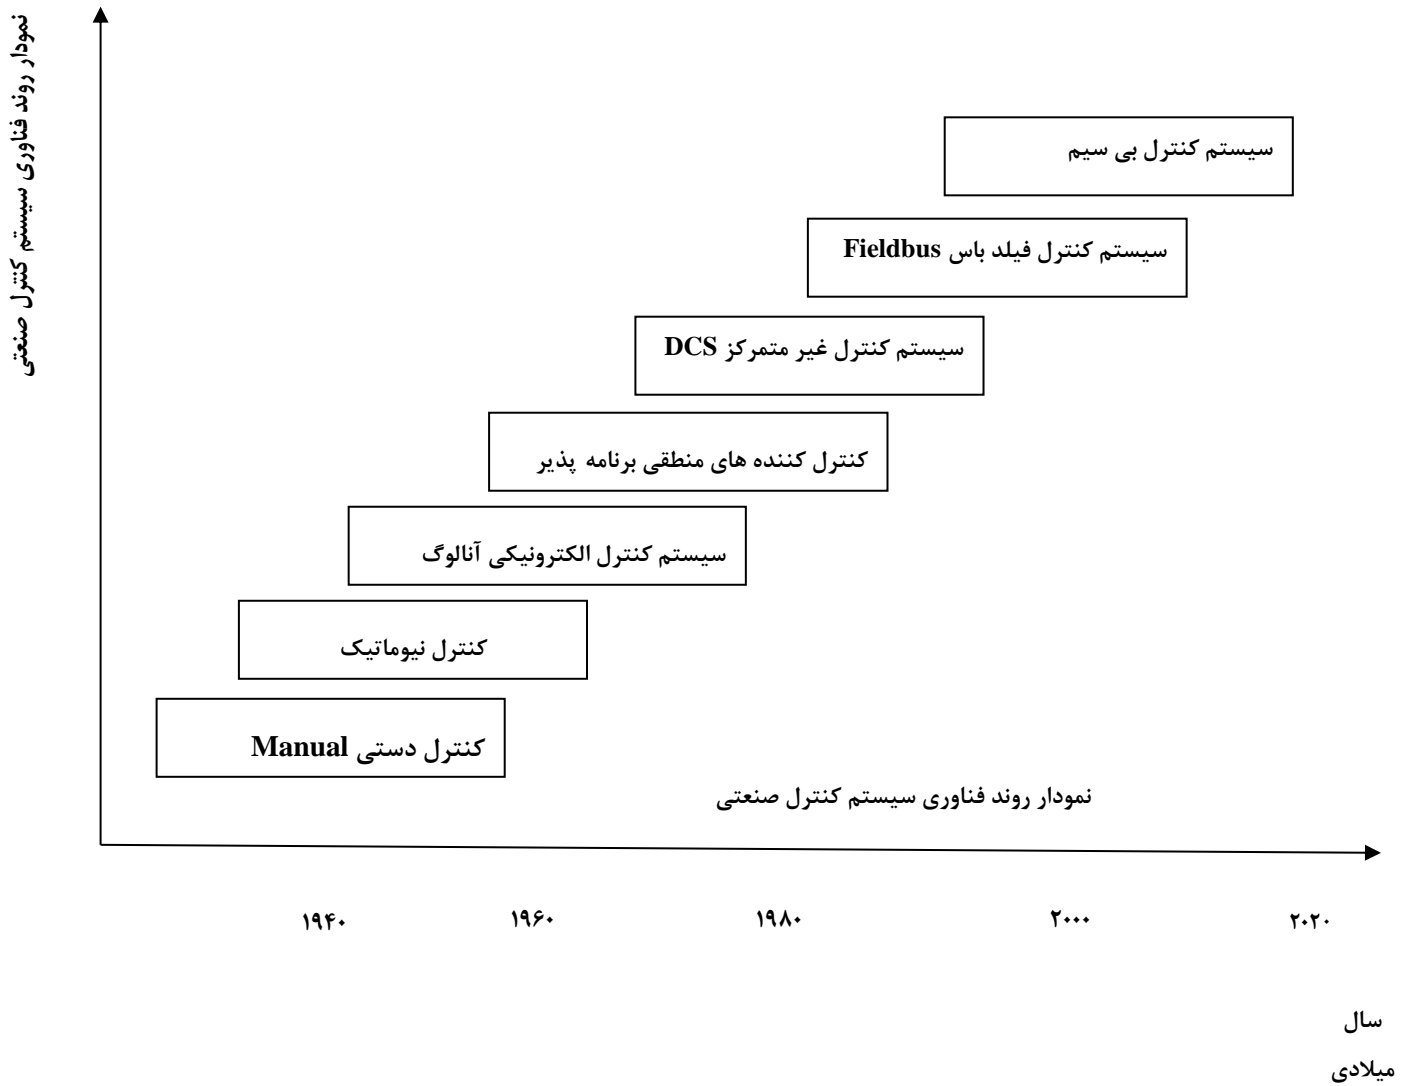 نمودار روند فناوری سیستم کنترل صنعتی
سیستم کنترل بی سیم
سیستم کنترل فیلد باس Fieldbus
سیستم کنترل غیر متمرکز DCS
کنترل کننده های منطقی برنامه پذیر
سیستم کنترل الکترونیکی آنالوگ
کنترل نیوماتیک
کنترل دستی Manual
نمودار روند فناوری سیستم کنترل صنعتی
۱۹۴۰
۱۹۶۰
۱۹۸۰
۲۰۰۰
۲۰۲۰
سال
میلادی